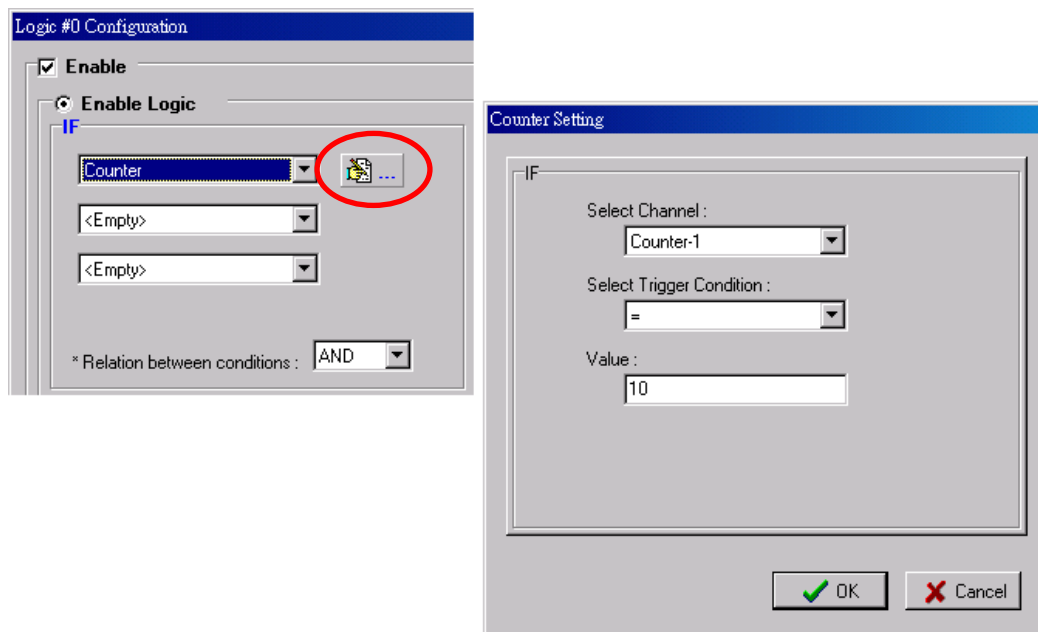 Logic #0 Configuration
Enable
Enable Logic
IF
Counter
...
<Empty>
<Empty>
* Relation between conditions : AND
Counter Setting
IF
Select Channel :
Counter-1
Select Trigger Condition :
=
Value :
10
OK Cancel